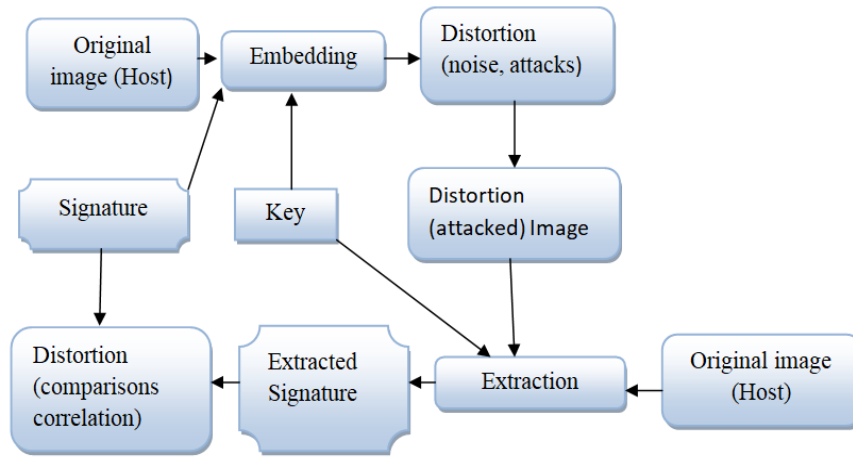 Original
image (Host)
Embedding
Distortion
(noise, attacks)
Signature
Key
Distortion
(attacked) Image
Distortion
(comparisons
correlation)
Extracted
Signature
Extraction
Original image
(Host)